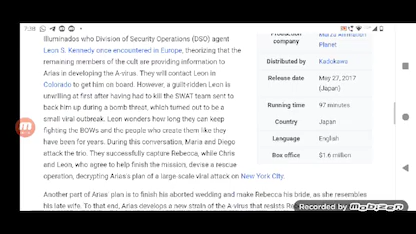 7:20
Illuminados who Division of Security Operations (DSO) agent
Leon S. Kennedy once encountered in Europe, theorizing that the
remaining members of the cult are providing information to
Arias in developing the A-virus. They will contact Leon in
Colorado to get him on board. However, a guilt-ridden Leon is
unwilling at first after having had to kill the SWAT team sent to
back him up during a bomb threat, which turned out to be a
small viral outbreak. Leon wonders how long they can keep
fighting the BOWs and the people who create them like they
have been for years. During this conversation, Maria and Diego
attack the trio. They successfully capture Rebecca, while Chris
and Leon, who agree to help finish the mission, devise a rescue
operation, decrypting Arias's plan of a large-scale viral attack on New York City.
Another part of Arias' plan is to finish his aborted wedding and make Rebecca his bride, as she resembles
his late wife. To that end, Arias develops a new strain of the A-virus that resists
Production
company
Marza Animation
Planet
Distributed by
Kadokawa
Release date
May 27, 2017
(Japan)
Running time
97 minutes
Country
Japan
Language
English
Box office
$1.6 million
Recorded by Mobizen